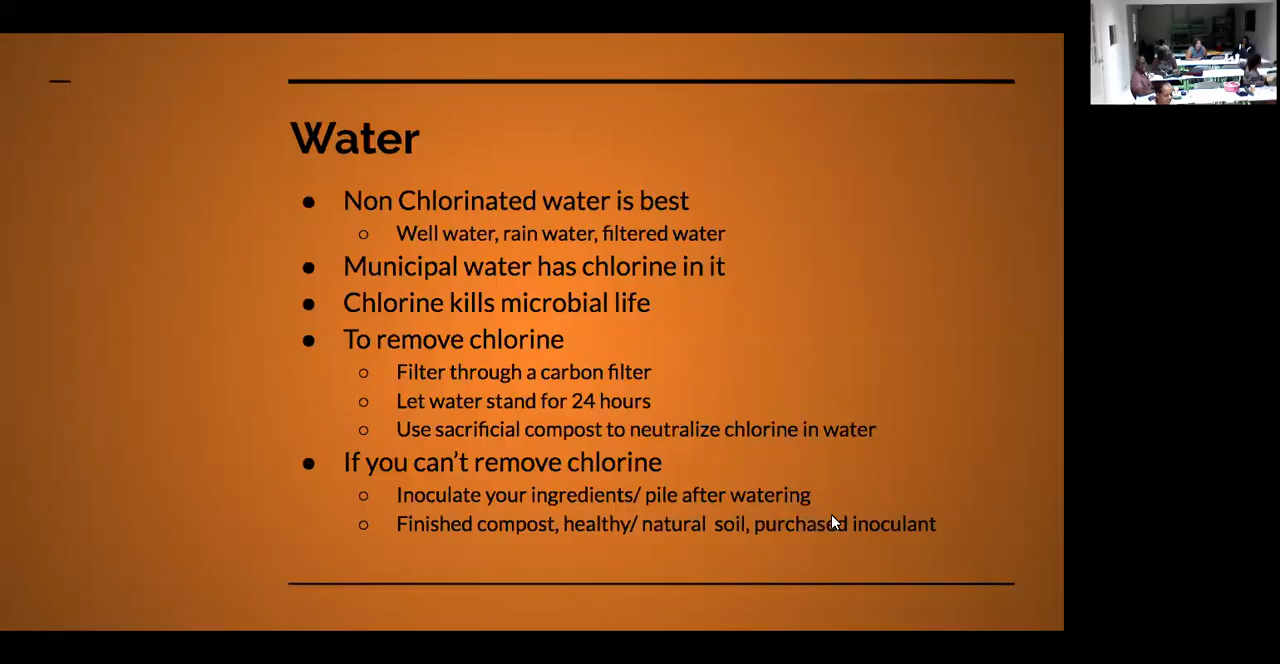 Water
● Non Chlorinated water is best
○ Well water, rain water, filtered water
● Municipal water has chlorine in it
● Chlorine kills microbial life
● To remove chlorine
○ Filter through a carbon filter
○ Let water stand for 24 hours
○ Use sacrificial compost to neutralize chlorine in water
● If you can’t remove chlorine
○ Inoculate your ingredients/ pile after watering
○ Finished compost, healthy/ natural soil, purchased inoculant